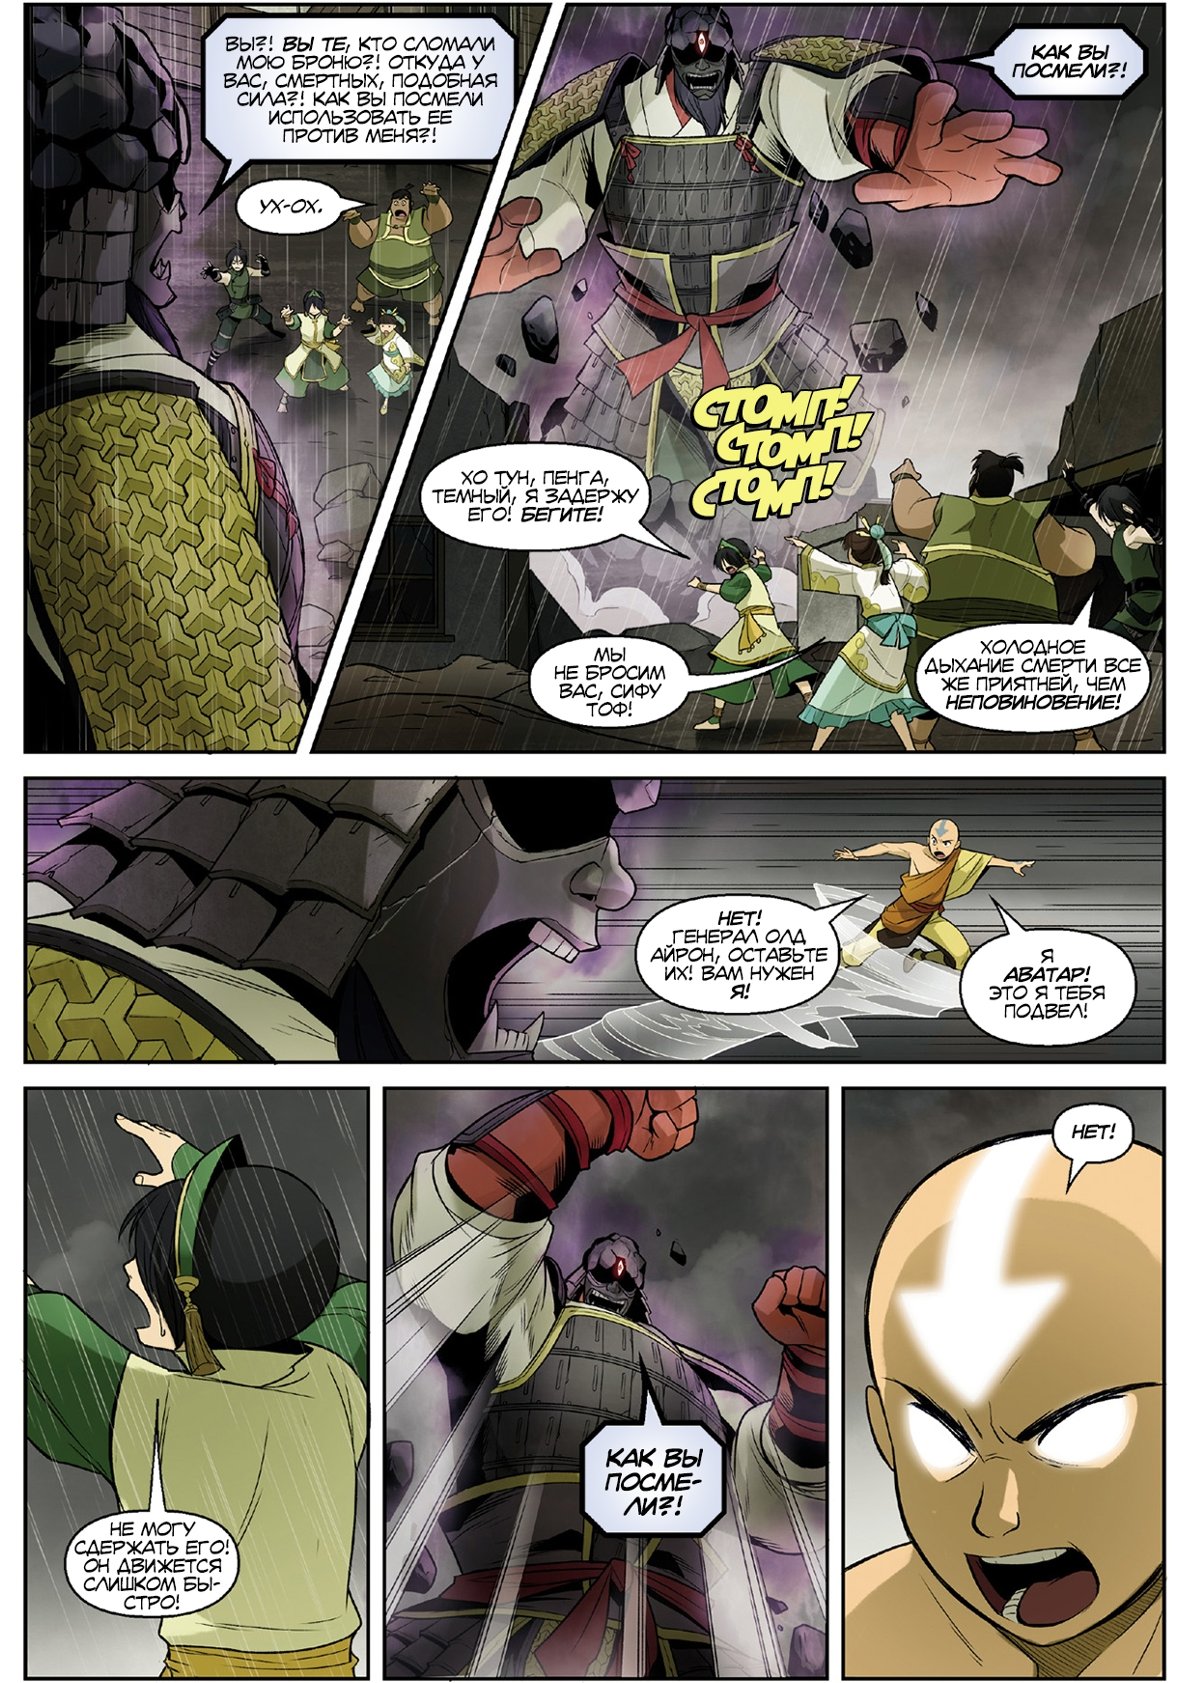 ВЫ?! ВЫ ТЕ, КТО СЛОМАЛИ
МОЮ БРОНЮ?! ОТКУДА У
ВАС, СМЕРТНЫХ, ПОДОБНАЯ
СИЛА?! КАК ВЫ ПОСМЕЛИ
ИСПОЛЬЗОВАТЬ ЕЕ
ПРОТИВ МЕНЯ?!
УХ-ОХ.
КАК ВЫ
ПОСМЕЛИ?!
СТОМП!
СТОМП!
СТОМП!
ХО ТУН, ПЕНГА,
ТЕМНЫЙ, Я ЗАДЕРЖУ
ЕГО! БЕГИТЕ!
МЫ
НЕ БРОСИМ
ВАС, СИФУ
ТОФ!
ХОЛОДНОЕ
ДЫХАНИЕ СМЕРТИ ВСЕ
ЖЕ ПРИЯТНЕЙ, ЧЕМ
НЕПОВИНОВЕНИЕ!
НЕТ!
ГЕНЕРАЛ ОЛД
АЙРОН, ОСТАВЬТЕ
ИХ! ВАМ НУЖЕН
Я!
Я
АВАТАР!
ЭТО Я ТЕБЯ
ПОДВЕЛ!
НЕ МОГУ
СДЕРЖАТЬ ЕГО!
ОН ДВИЖЕТСЯ
СЛИШКОМ БЫ-
СТРО!
КАК ВЫ
ПОСМЕ-
ЛИ?!
НЕТ!